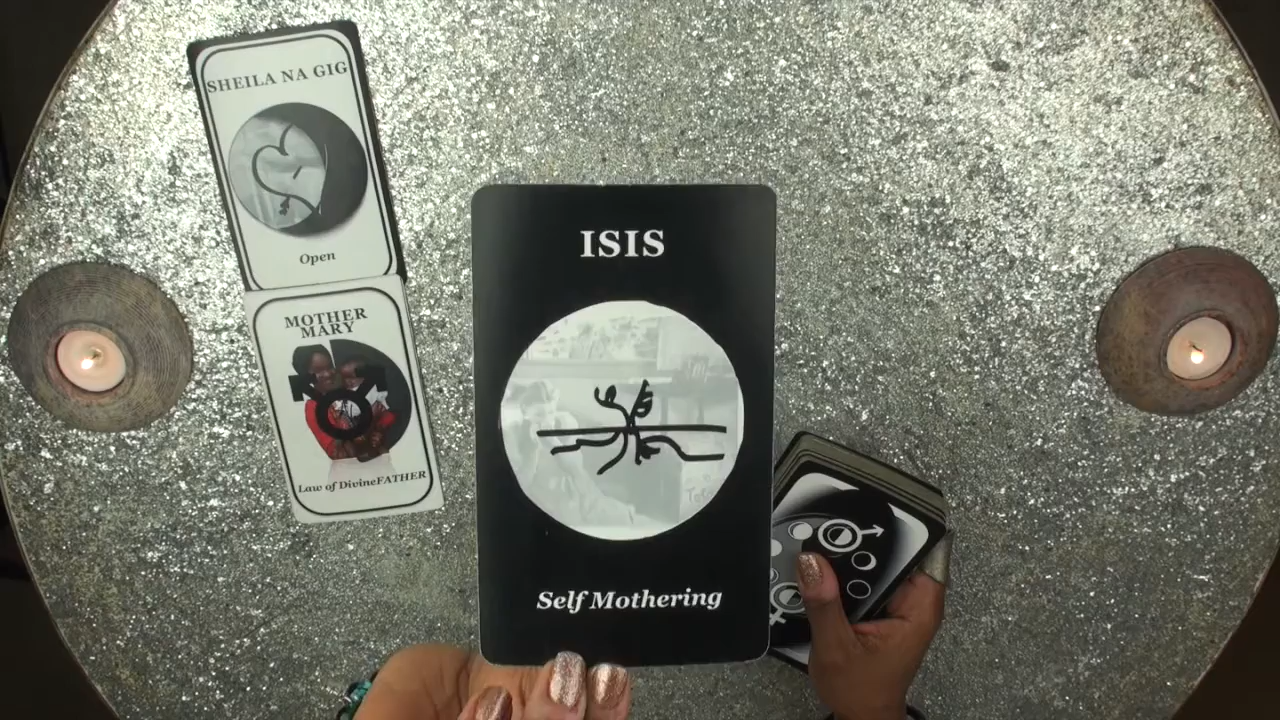 SHEILA NA GIG
Open
MOTHER
MARY
Law of DivineFATHER
ISIS
Self Mothering